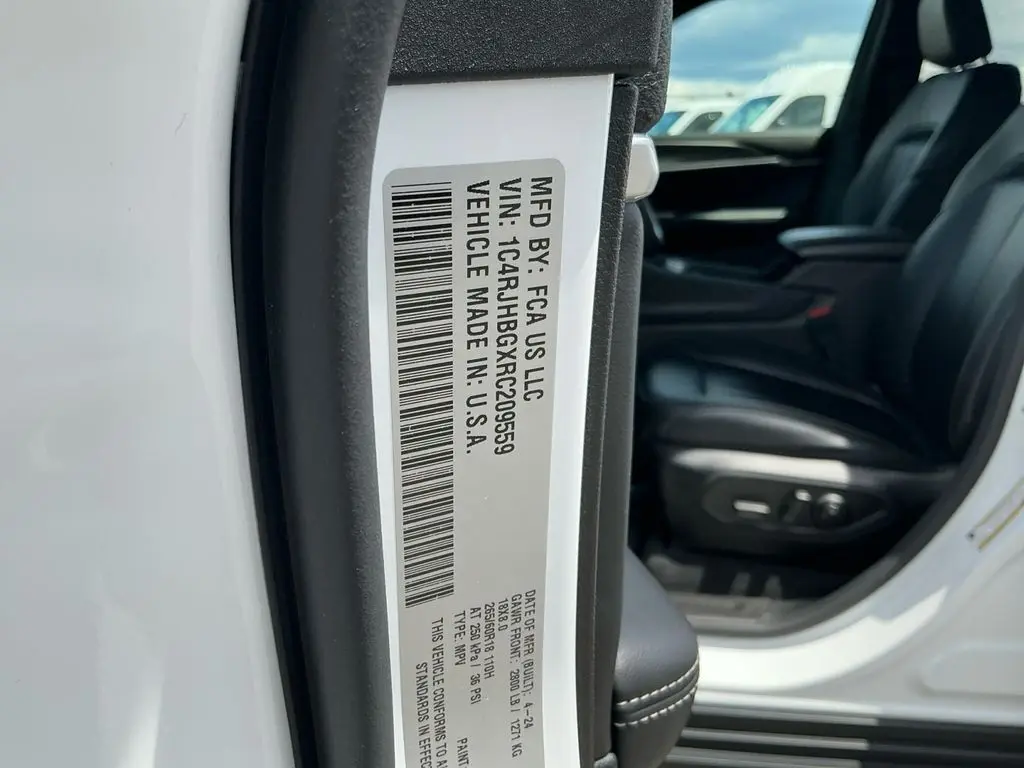 MFD BY: FCA US LLC
VIN: 1C4RJHBGXRC209559
VEHICLE MADE IN: U.S.A.
DATE OF MFR (BUILT): 4-24
GAWR FRONT: 2800 LB / 1271 KG
18X8.0
265/60R18 110H
AT 250 kPa / 36 PSI
TYPE: MPV
PAINT:
THIS VEHICLE CONFORMS TO
STANDARDS IN